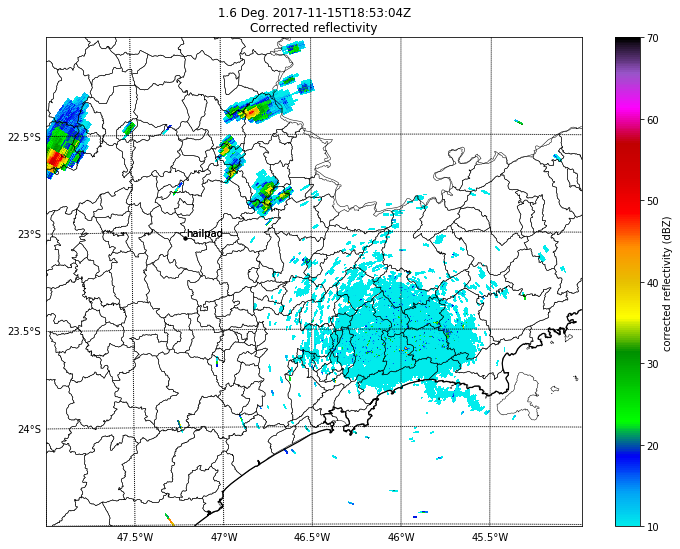 1.6 Deg. 2017-11-15T18:53:04Z
Corrected reflectivity
22.5°S
23°S
23.5°S
24°S
hailpad
47.5°W
47°W
46.5°W
46°W
45.5°W
70
60
50
40
30
20
10
corrected reflectivity (dBZ)